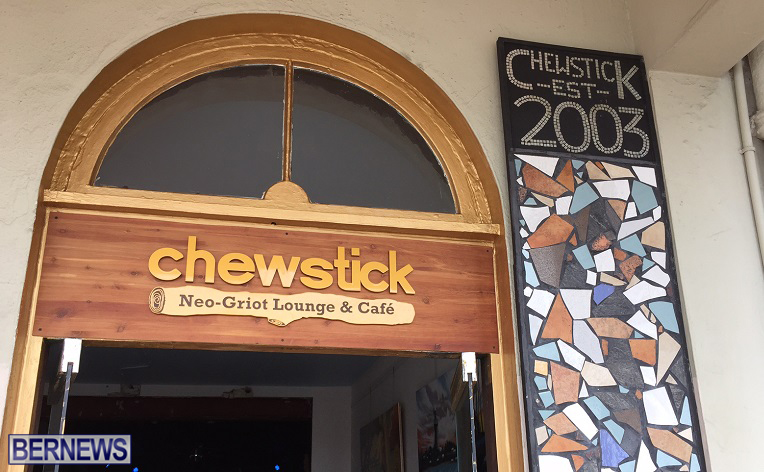 CHEWSTICK
-EST-
2003
chewstick
Neo-Griot Lounge & Café
BERNEWS